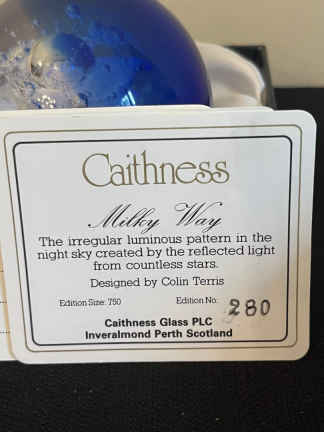 Caithness
Milky Way
The irregular luminous pattern in the
night sky created by the reflected light
from countless stars.
Designed by Colin Terris
Edition Size: 750 Edition No: 280
Caithness Glass PLC
Inveralmond Perth Scotland